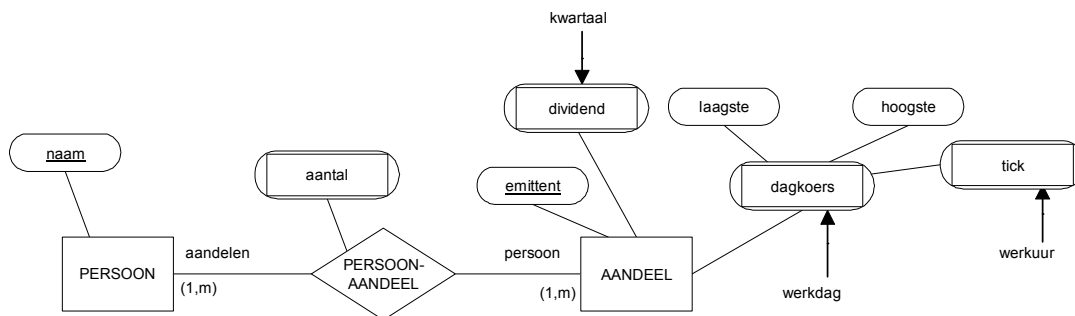 kwartaal
dividend
laagste
hoogste
naam
aantal
emittent
dagkoers
tick
PERSOON
aandelen
(1,m)
PERSOON-
AANDEEL
persoon
(1,m)
AANDEEL
werkdag
werkuur